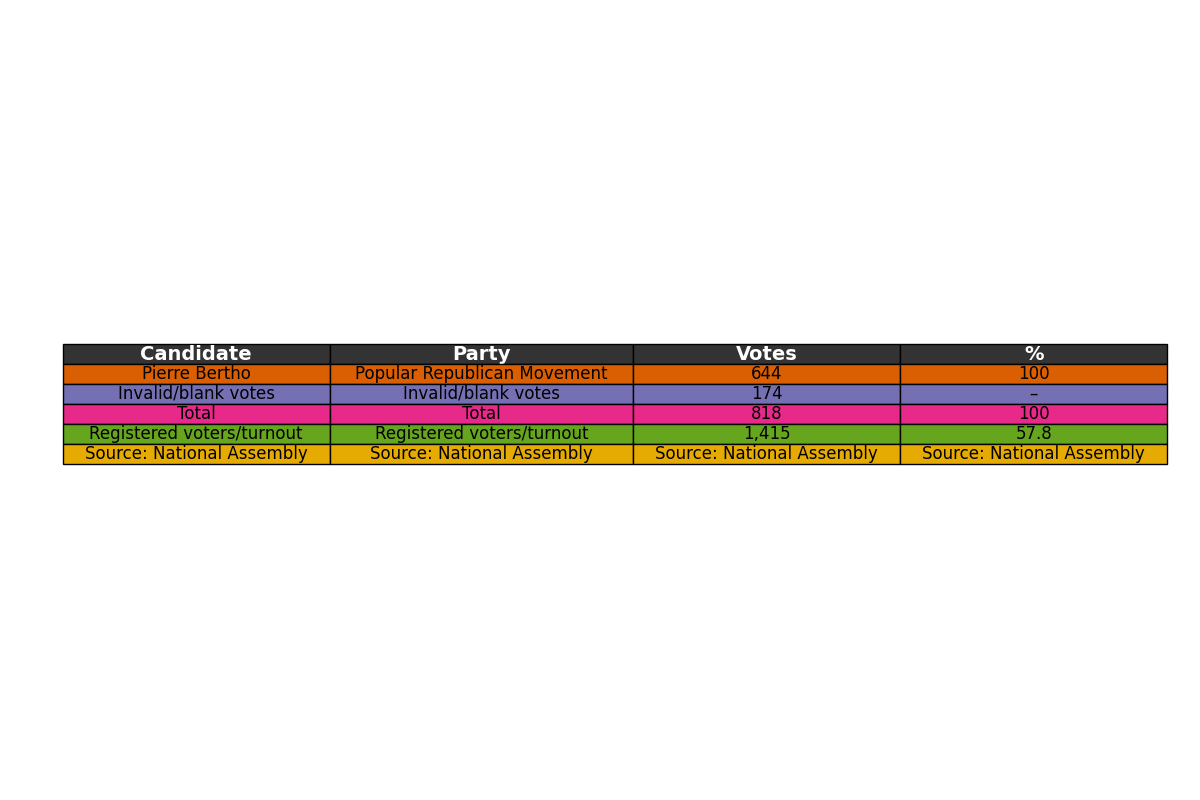 Candidate Party Votes %
Pierre Bertho Popular Republican Movement 644 100
Invalid/blank votes Invalid/blank votes 174 –
Total Total 818 100
Registered voters/turnout Registered voters/turnout 1,415 57.8
Source: National Assembly Source: National Assembly Source: National Assembly Source: National Assembly